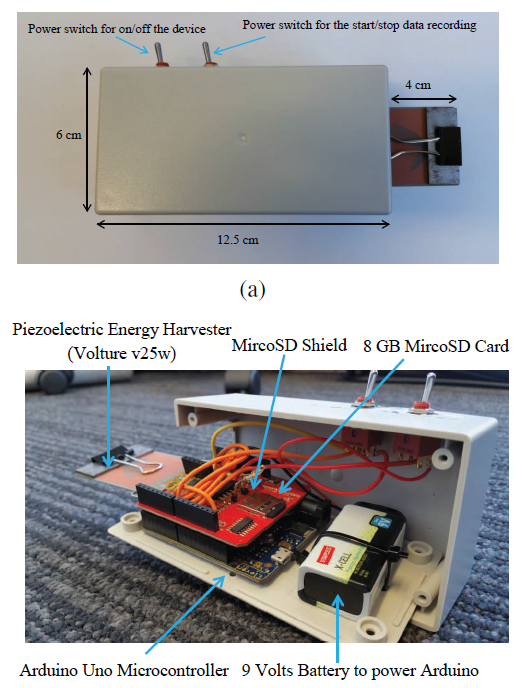 Power switch for on/off the device
Power switch for the start/stop data recording
4 cm
6 cm
12.5 cm
(a)
Piezoelectric Energy Harvester
(Volture v25w)
MircoSD Shield
8 GB MircoSD Card
X-CELL
Arduino Uno Microcontroller
9 Volts Battery to power Arduino